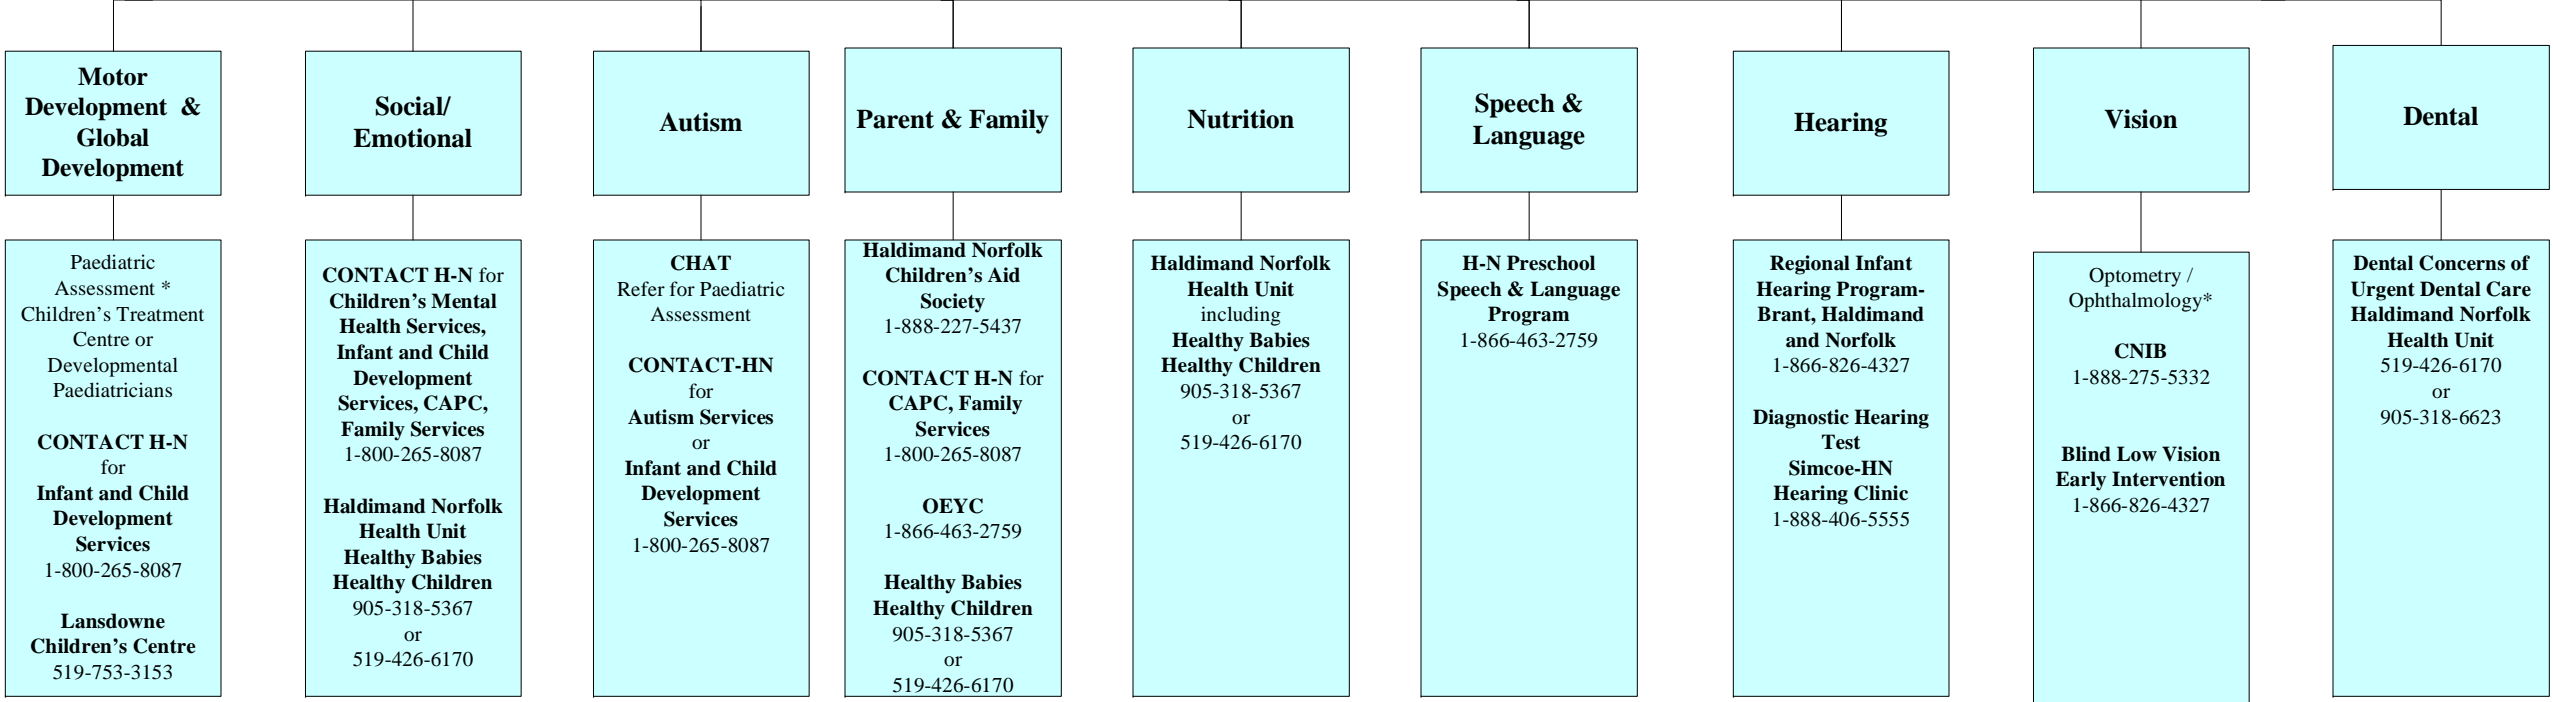 Motor
Development &
Global
Development
Paediatric
Assessment *
Children's Treatment
Centre or
Developmental
Paediatricians
CONTACT H-N
for
Infant and Child
Development
Services
1-800-265-8087
Lansdowne
Children's Centre
519-753-3153
Social/
Emotional
CONTACT H-N for
Children's Mental
Health Services,
Infant and Child
Development
Services, CAPC,
Family Services
1-800-265-8087
Haldimand Norfolk
Health Unit
Healthy Babies
Healthy Children
905-318-5367
or
519-426-6170
Autism
CHAT
Refer for Paediatric
Assessment
CONTACT-HN
for
Autism Services
or
Infant and Child
Development
Services
1-800-265-8087
Parent & Family
Haldimand Norfolk
Children's Aid
Society
1-888-227-5437
CONTACT H-N for
CAPC, Family
Services
1-800-265-8087
OEYC
1-866-463-2759
Healthy Babies
Healthy Children
905-318-5367
or
519-426-6170
Nutrition
Haldimand Norfolk
Health Unit
including
Healthy Babies
Healthy Children
905-318-5367
or
519-426-6170
Speech &
Language
H-N Preschool
Speech & Language
Program
1-866-463-2759
Hearing
Regional Infant
Hearing Program-
Brant, Haldimand
and Norfolk
1-866-826-4327
Diagnostic Hearing
Test
Simcoe-HN
Hearing Clinic
1-888-406-5555
Vision
Optometry /
Ophthalmology*
CNIB
1-888-275-5332
Blind Low Vision
Early Intervention
1-866-826-4327
Dental
Dental Concerns of
Urgent Dental Care
Haldimand Norfolk
Health Unit
519-426-6170
or
905-318-6623